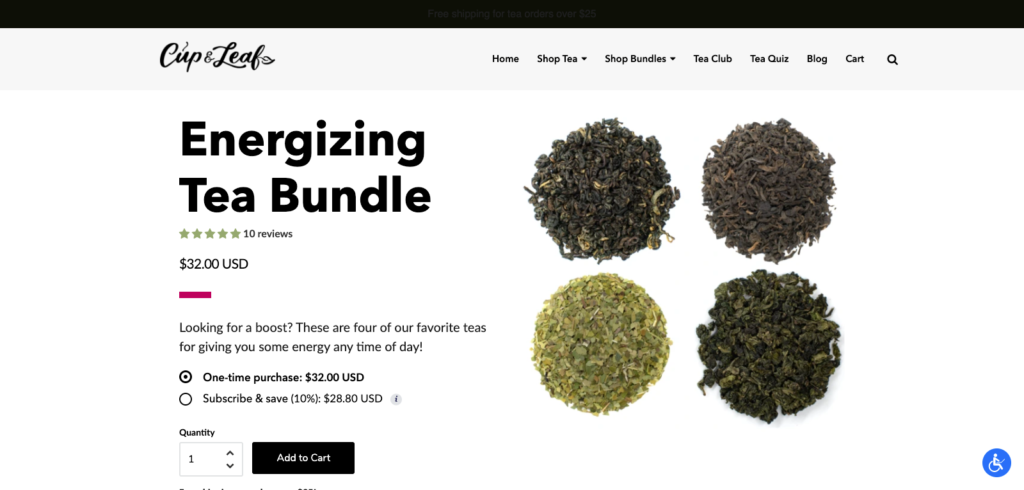 Free shipping for tea orders over $25
Cup & Leaf
Home Shop Tea Shop Bundles Tea Club Tea Quiz Blog Cart
Energizing
Tea Bundle
10 reviews
$32.00 USD
Looking for a boost? These are four of our favorite teas
for giving you some energy any time of day!
One-time purchase: $32.00 USD
Subscribe & save (10%): $28.80 USD i
Quantity
1 Add to Cart